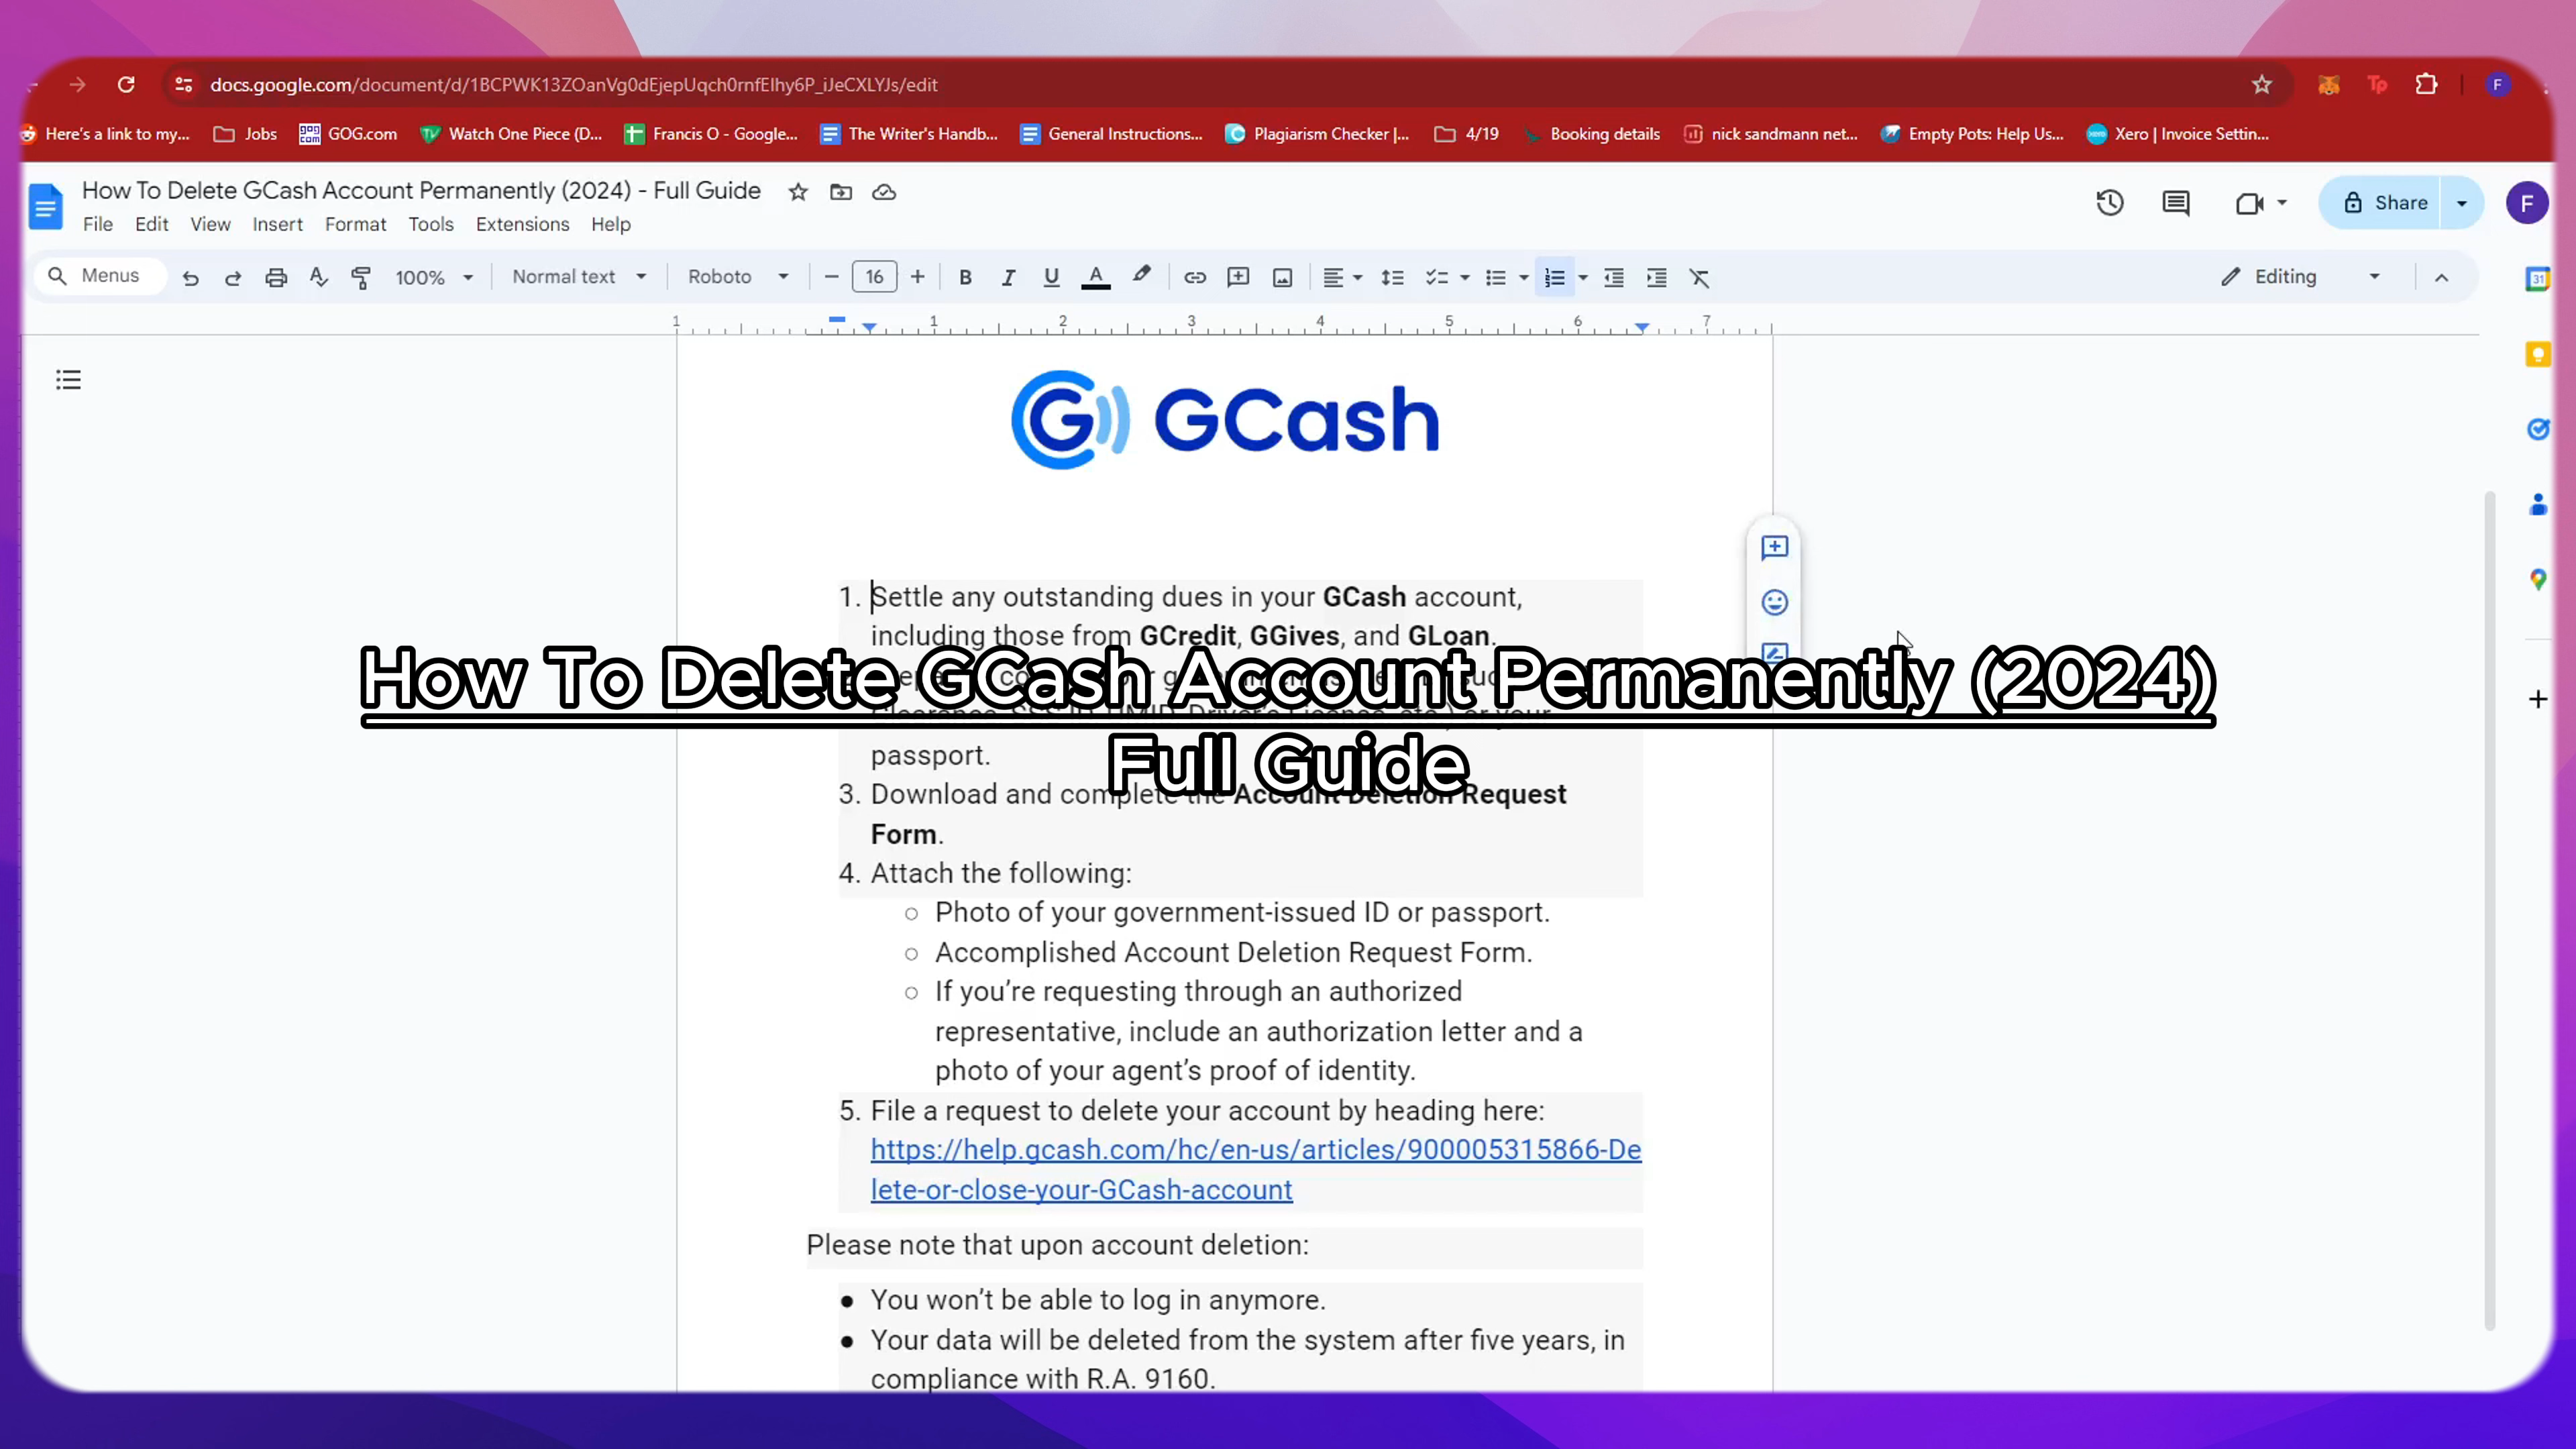 docs.google.com/document/d/1BCPWK13ZOanVg0dEjepUqch0rnfElhy6P_iJeCXLYJs/edit
Here's a link to my... Jobs GOG.com Watch One Piece (D... Francis O - Google... The Writer's Handb... General Instructions... Plagiarism Checker |... 4/19 Booking details nick sandmann net... Empty Pots: Help Us... Xero | Invoice Settin...
How To Delete GCash Account Permanently (2024) - Full Guide
File Edit View Insert Format Tools Extensions Help
Share
F
Menus 100% Normal text Roboto 16 Editing
1 1 2 3 4 5 6 7
GCash
1. Settle any outstanding dues in your GCash account,
including those from GCredit, GGives, and GLoan.
How To Delete GCash Account Permanently (2024)
Full Guide
passport.
3. Download and complete the Account Deletion Request
Form.
4. Attach the following:
Photo of your government-issued ID or passport.
Accomplished Account Deletion Request Form.
If you're requesting through an authorized
representative, include an authorization letter and a
photo of your agent's proof of identity.
5. File a request to delete your account by heading here:
https://help.gcash.com/hc/en-us/articles/900005315866-De
lete-or-close-your-GCash-account
Please note that upon account deletion:
You won't be able to log in anymore.
Your data will be deleted from the system after five years, in
compliance with R.A. 9160.